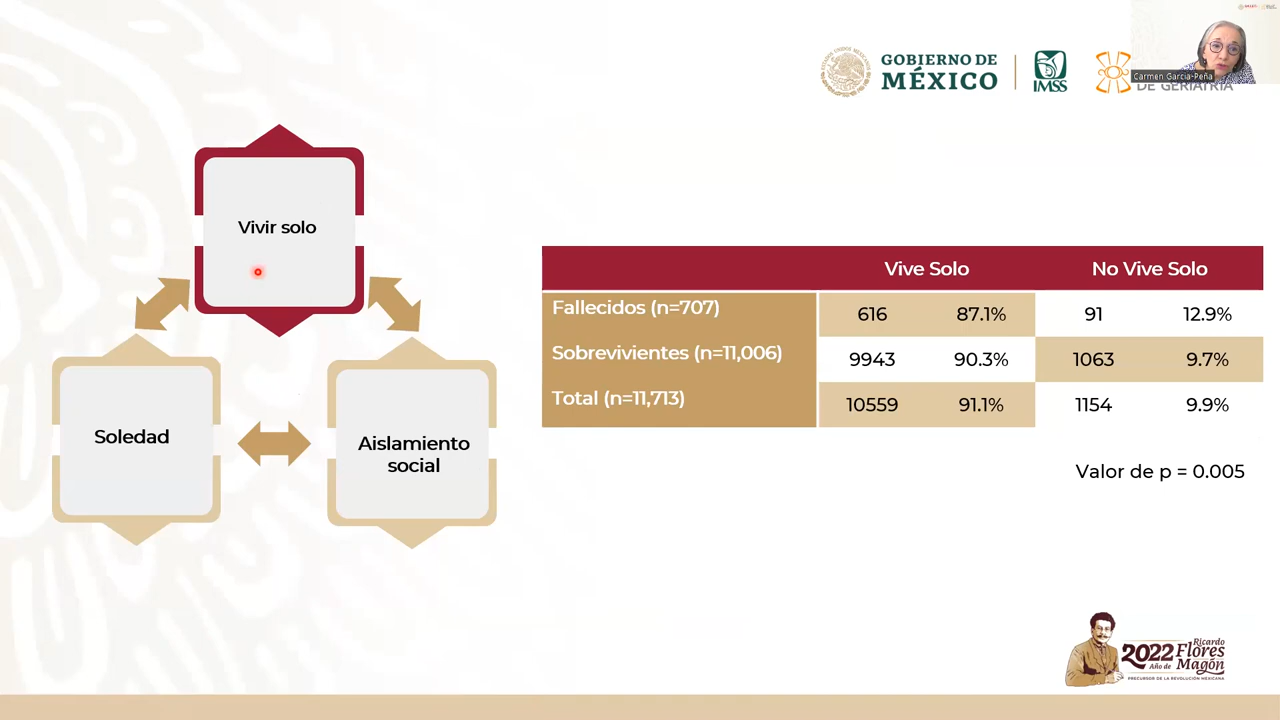 GOBIERNO DE
MÉXICO
IMSS
DE GERIATRÍA
Carmen García-Peña
Vivir solo
Soledad
Aislamiento
social
Vive Solo No Vive Solo
Fallecidos (n=707) 616 87.1% 91 12.9%
Sobrevivientes (n=11,006) 9943 90.3% 1063 9.7%
Total (n=11,713) 10559 91.1% 1154 9.9%
Valor de p = 0.005
2022
Año de
Ricardo
Flores
Magón
PRECURSOR DE LA REVOLUCIÓN MEXICANA